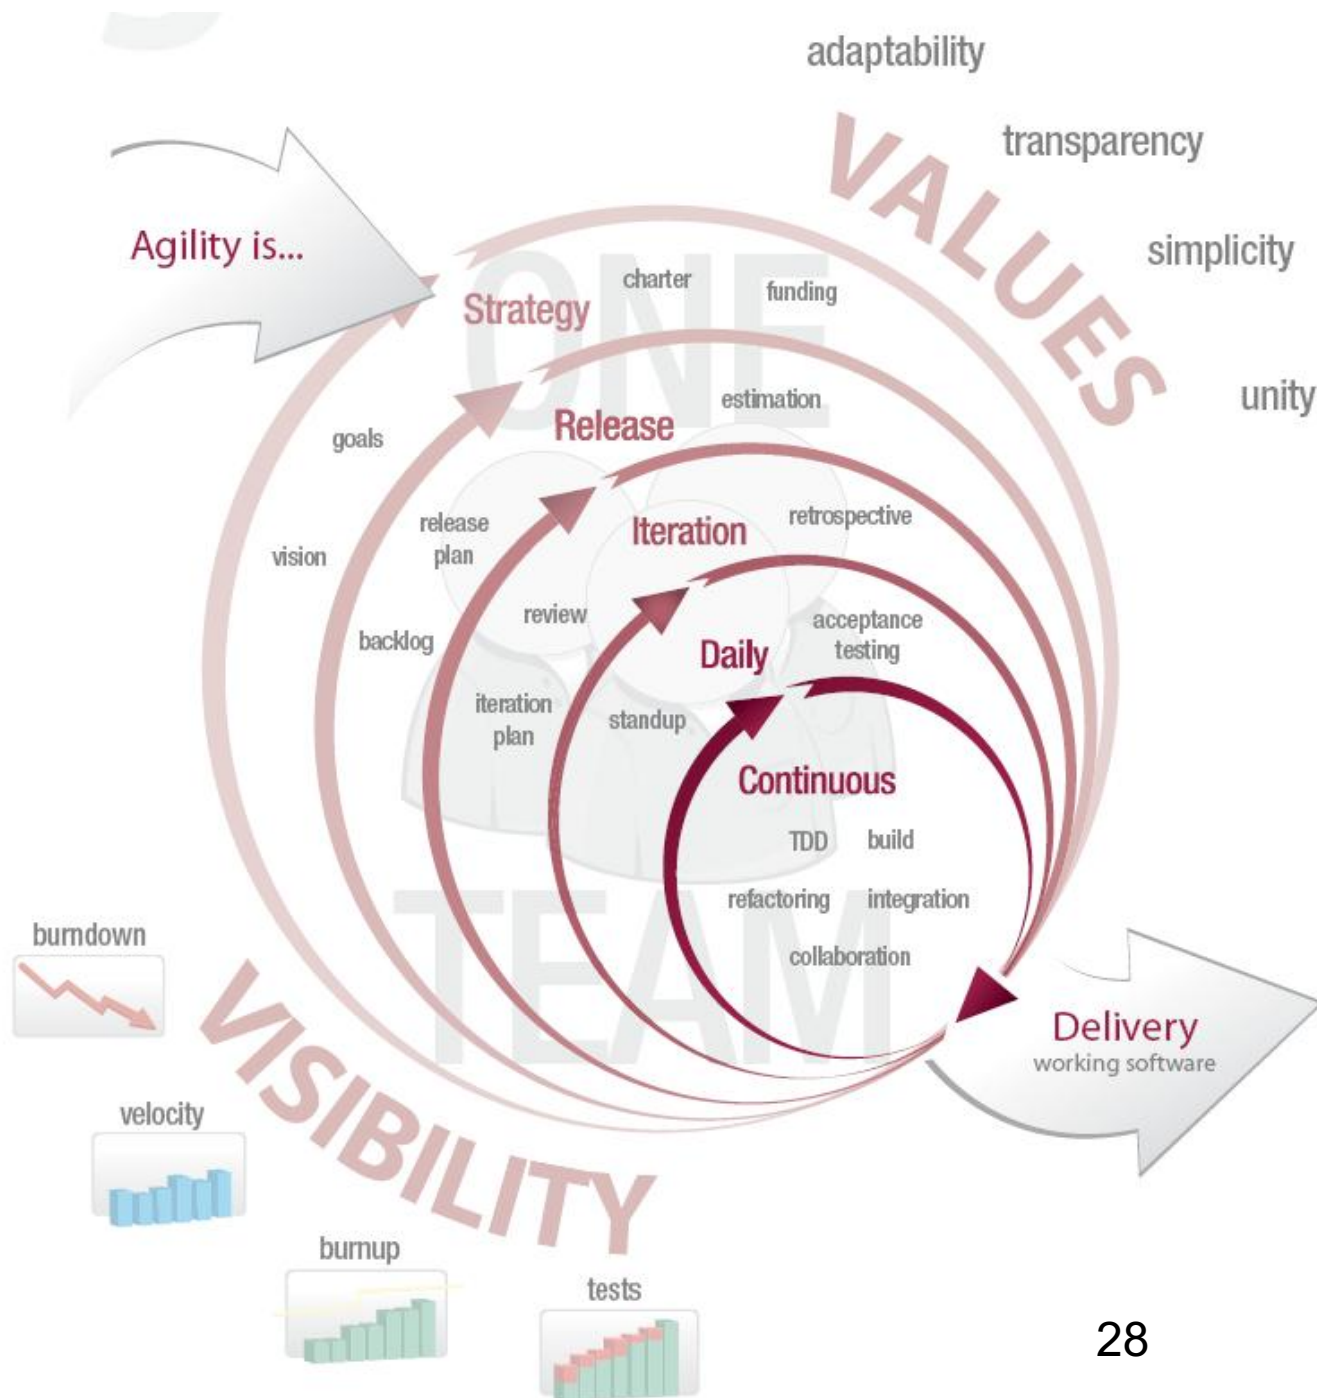 adaptability
transparency
simplicity
unity
VALUES
Agility is...
ONE
TEAM
Strategy
charter
funding
goals
vision
Release
estimation
release
plan
backlog
Iteration
retrospective
review
iteration
plan
Daily
acceptance
testing
standup
Continuous
TDD
build
refactoring
integration
collaboration
Delivery
working software
VISIBILITY
burndown
velocity
burnup
tests
28